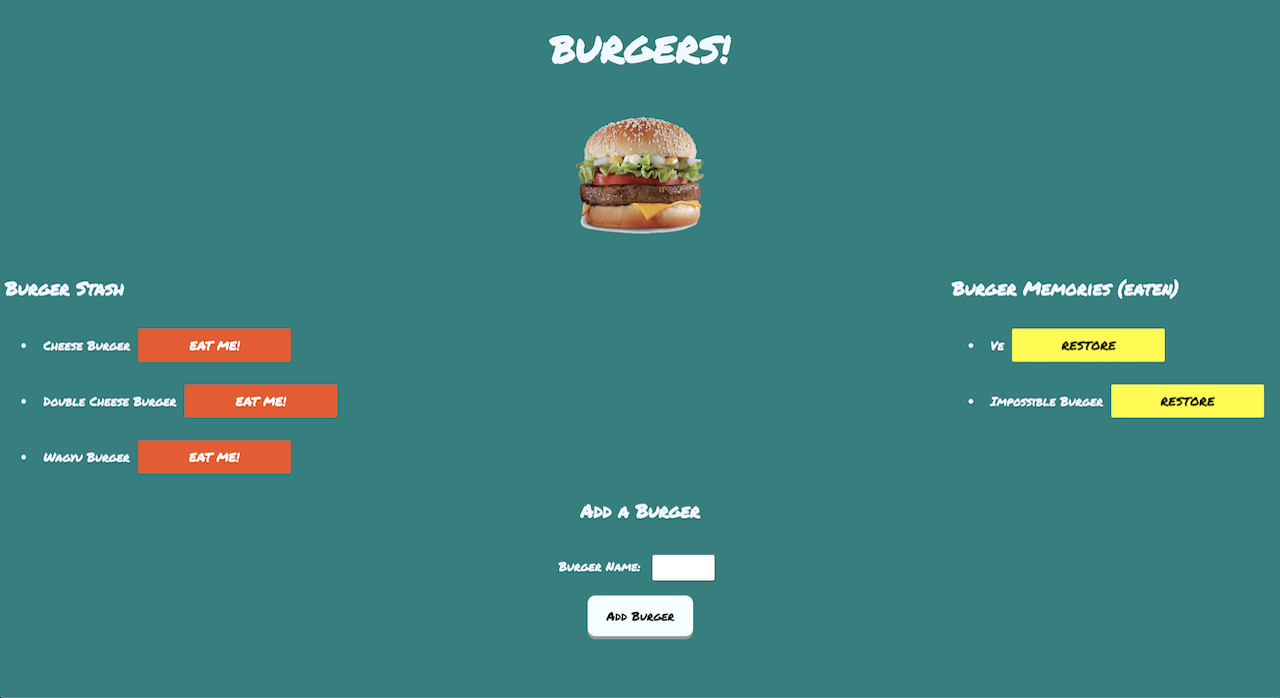 BURGERS!
Burger Stash
Cheese Burger EAT ME!
Double Cheese Burger EAT ME!
Wagyu Burger EAT ME!
Burger Memories (eaten)
Ve RESTORE
Impossible Burger RESTORE
Add a Burger
Burger Name:
Add Burger